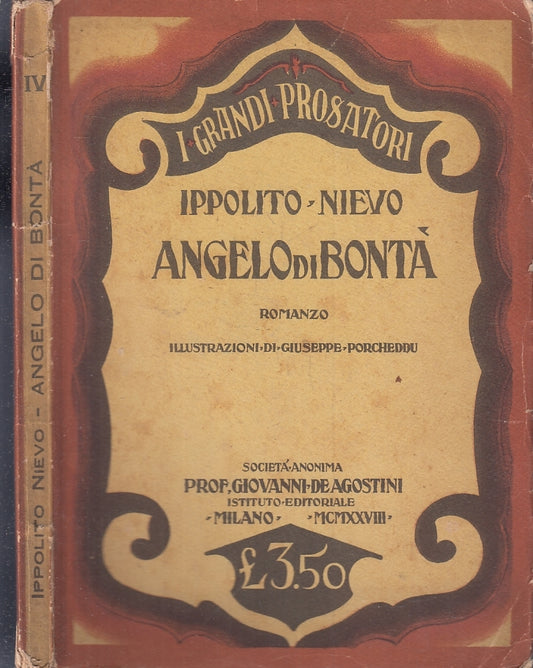 IV
IPPOLITO NIEVO - ANGELO DI BONTÀ
I GRANDI PROSATORI
IPPOLITO NIEVO
ANGELO DI BONTÀ
ROMANZO
ILLUSTRAZIONI DI GIUSEPPE PORCHEDDU
SOCIETÁ ANONIMA
PROF. GIOVANNI DE AGOSTINI
ISTITUTO EDITORIALE
MILANO MCMXXVIII
£ 3.50